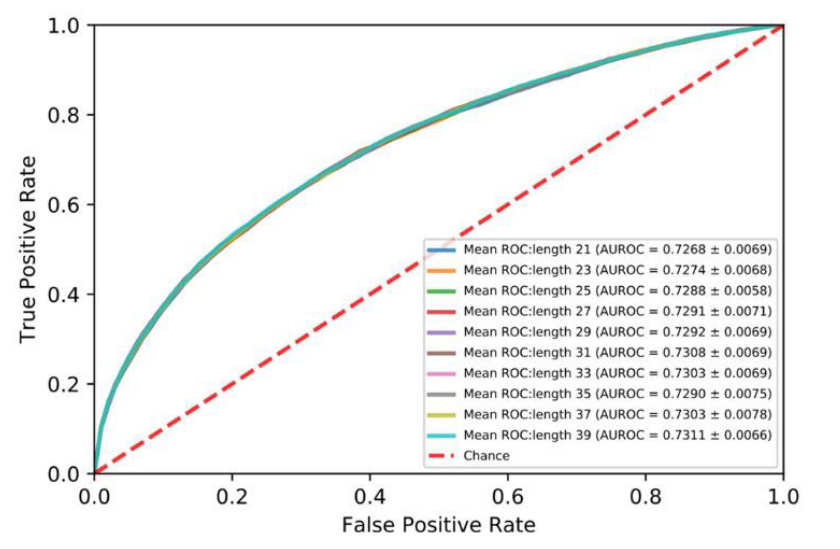 1.0
0.8
0.6
0.4
0.2
0.0
True Positive Rate
Mean ROC:length 21 (AUROC = 0.7268 ± 0.0069)
Mean ROC:length 23 (AUROC = 0.7274 ± 0.0068)
Mean ROC:length 25 (AUROC = 0.7288 ± 0.0058)
Mean ROC:length 27 (AUROC = 0.7291 ± 0.0071)
Mean ROC:length 29 (AUROC = 0.7292 ± 0.0069)
Mean ROC:length 31 (AUROC = 0.7308 ± 0.0069)
Mean ROC:length 33 (AUROC = 0.7303 ± 0.0069)
Mean ROC:length 35 (AUROC = 0.7290 ± 0.0075)
Mean ROC:length 37 (AUROC = 0.7303 ± 0.0078)
Mean ROC:length 39 (AUROC = 0.7311 ± 0.0066)
Chance
0.0 0.2 0.4 0.6 0.8 1.0
False Positive Rate